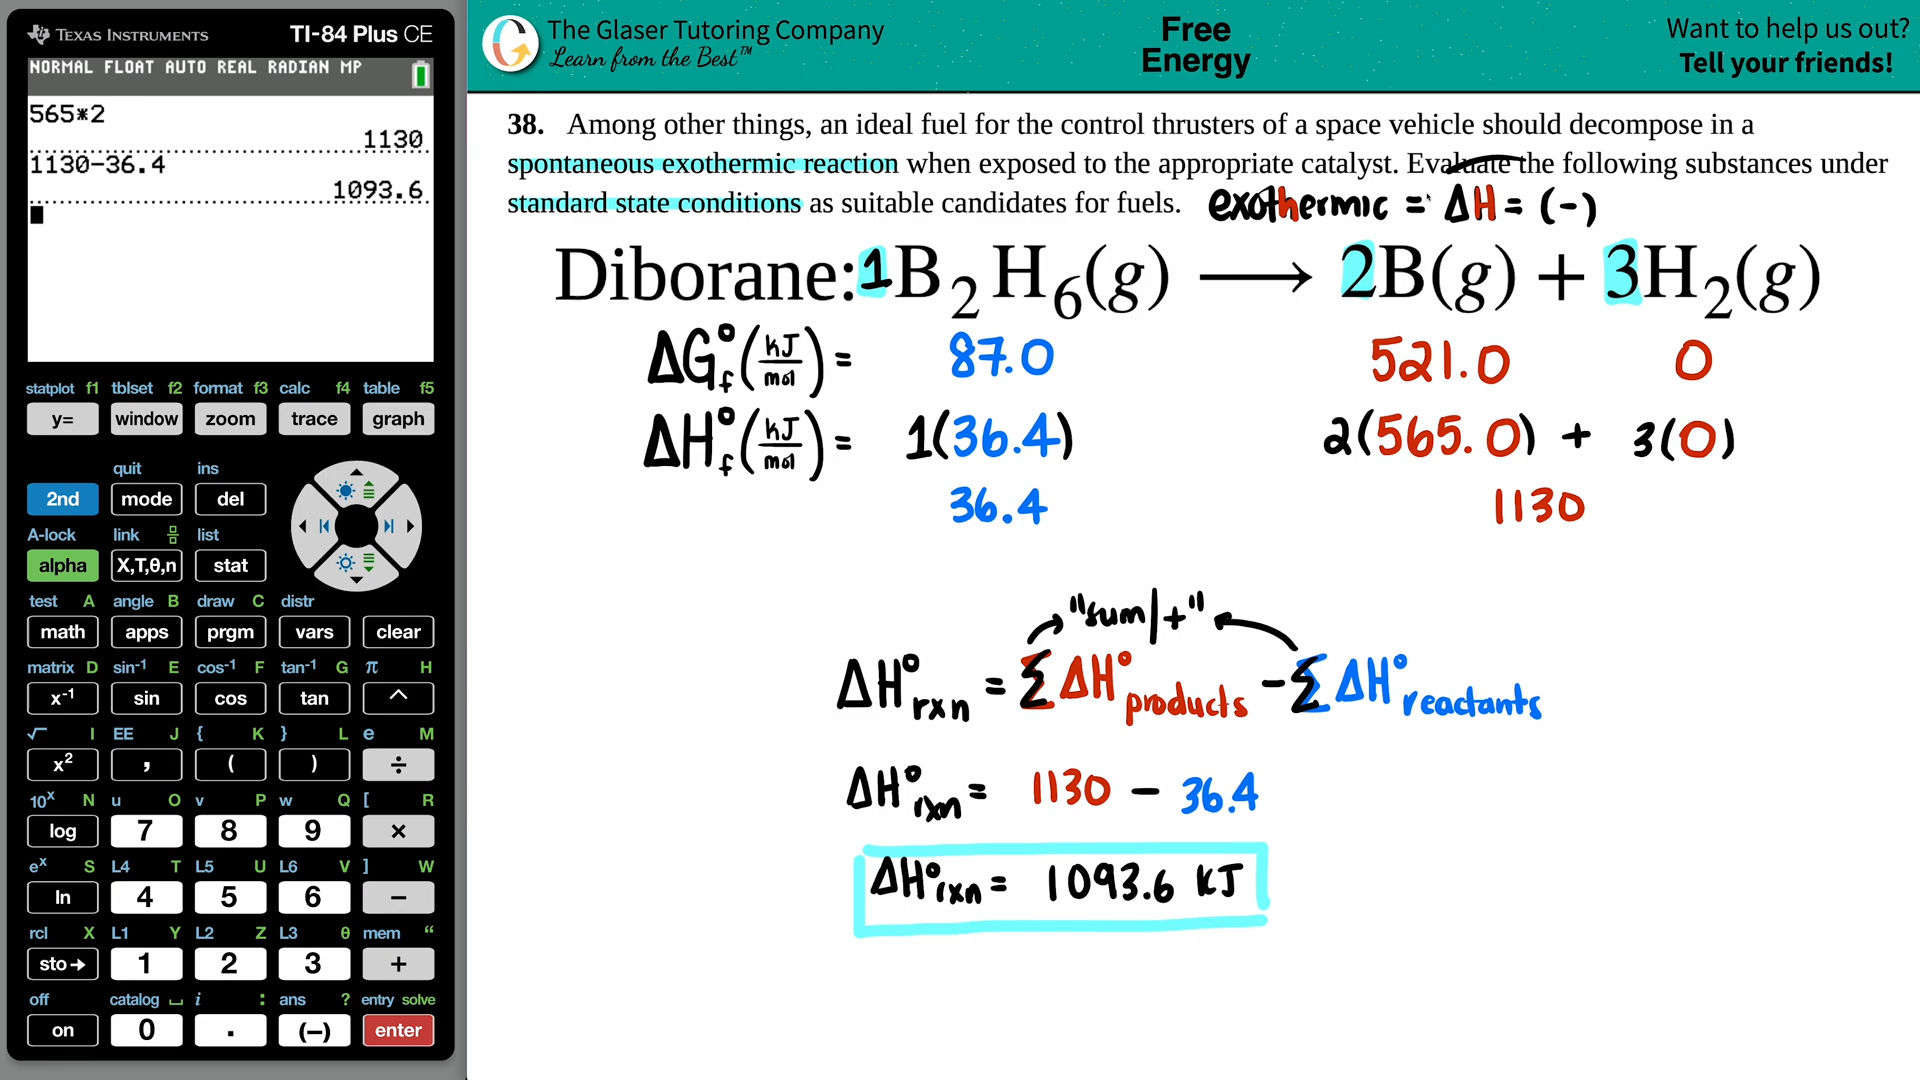 TEXAS INSTRUMENTS TI-84 Plus CE
NORMAL FLOAT AUTO REAL RADIAN MP
565*2
1130
1130-36.4
1093.6
statplot f1 tblset f2 format f3 calc f4 table f5
y= window zoom trace graph
quit ins
2nd mode del
A-lock link list
alpha X,T,θ,n stat
test A angle B draw C distr
math apps prgm vars clear
matrix D sin⁻¹ E cos⁻¹ F tan⁻¹ G π H
x⁻¹ sin cos tan ^
√ I EE J { K } L e M
x² , ( ) ÷
10ˣ N u O v P w Q [ R
log 7 8 9 ×
eˣ S L4 T L5 U L6 V ] W
ln 4 5 6 −
rcl X L1 Y L2 Z L3 θ mem “
sto→ 1 2 3 +
off catalog ⎵ i : ans ? entry solve
on 0 . (−) enter
The Glaser Tutoring Company
Learn from the Best™
Free
Energy
Want to help us out?
Tell your friends!
38. Among other things, an ideal fuel for the control thrusters of a space vehicle should decompose in a
spontaneous exothermic reaction when exposed to the appropriate catalyst. Evaluate the following substances under
standard state conditions as suitable candidates for fuels. exothermic = ΔH = (-)
Diborane: 1B₂H₆(g) ⟶ 2B(g) + 3H₂(g)
ΔG°f (kJ/mol) = 87.0 521.0 0
ΔH°f (kJ/mol) = 1(36.4) 2(565.0) + 3(0)
36.4 1130
"sum/+"
ΔH°rxn = Σ ΔH°products - Σ ΔH°reactants
ΔH°rxn = 1130 - 36.4
ΔH°rxn = 1093.6 KJ